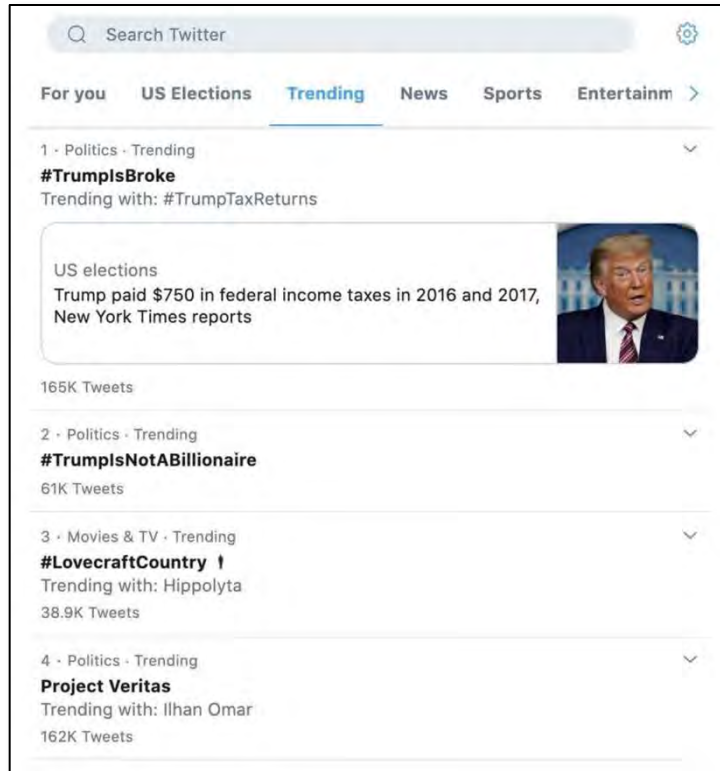 Search Twitter
For you US Elections Trending News Sports Entertainm
1 · Politics · Trending
#TrumpIsBroke
Trending with: #TrumpTaxReturns
US elections
Trump paid $750 in federal income taxes in 2016 and 2017,
New York Times reports
165K Tweets
2 · Politics · Trending
#TrumpIsNotABillionaire
61K Tweets
3 · Movies & TV · Trending
#LovecraftCountry
Trending with: Hippolyta
38.9K Tweets
4 · Politics · Trending
Project Veritas
Trending with: Ilhan Omar
162K Tweets